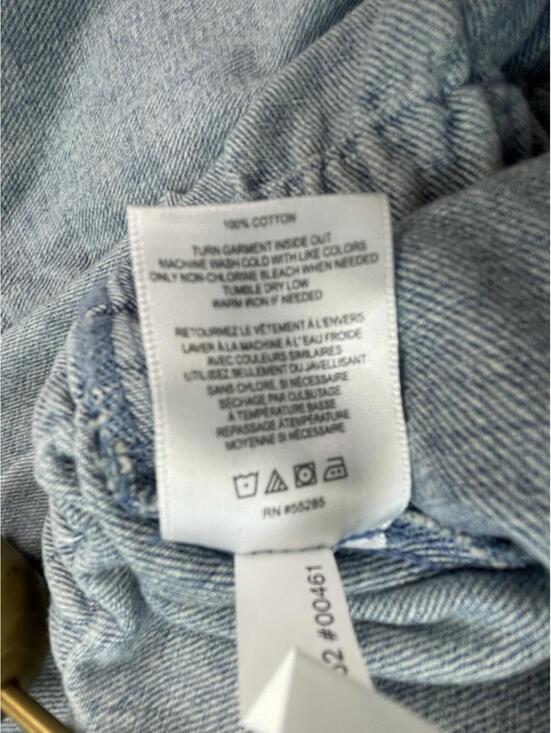 100% COTTON
TURN GARMENT INSIDE OUT
MACHINE WASH COLD WITH LIKE COLORS
ONLY NON-CHLORINE BLEACH WHEN NEEDED
TUMBLE DRY LOW
WARM IRON IF NEEDED
RETOURNEZ LE VÊTEMENT À L'ENVERS
LAVER À LA MACHINE À L'EAU FROIDE
AVEC COULEURS SIMILAIRES
UTILISEZ SEULEMENT DU JAVELLISANT
SANS CHLORE, SI NÉCESSAIRE
SÉCHAGE PAR CULBUTAGE
À TEMPÉRATURE BASSE
REPASSAGE À TEMPÉRATURE
MOYENNE SI NÉCESSAIRE
RN #55285
#00461